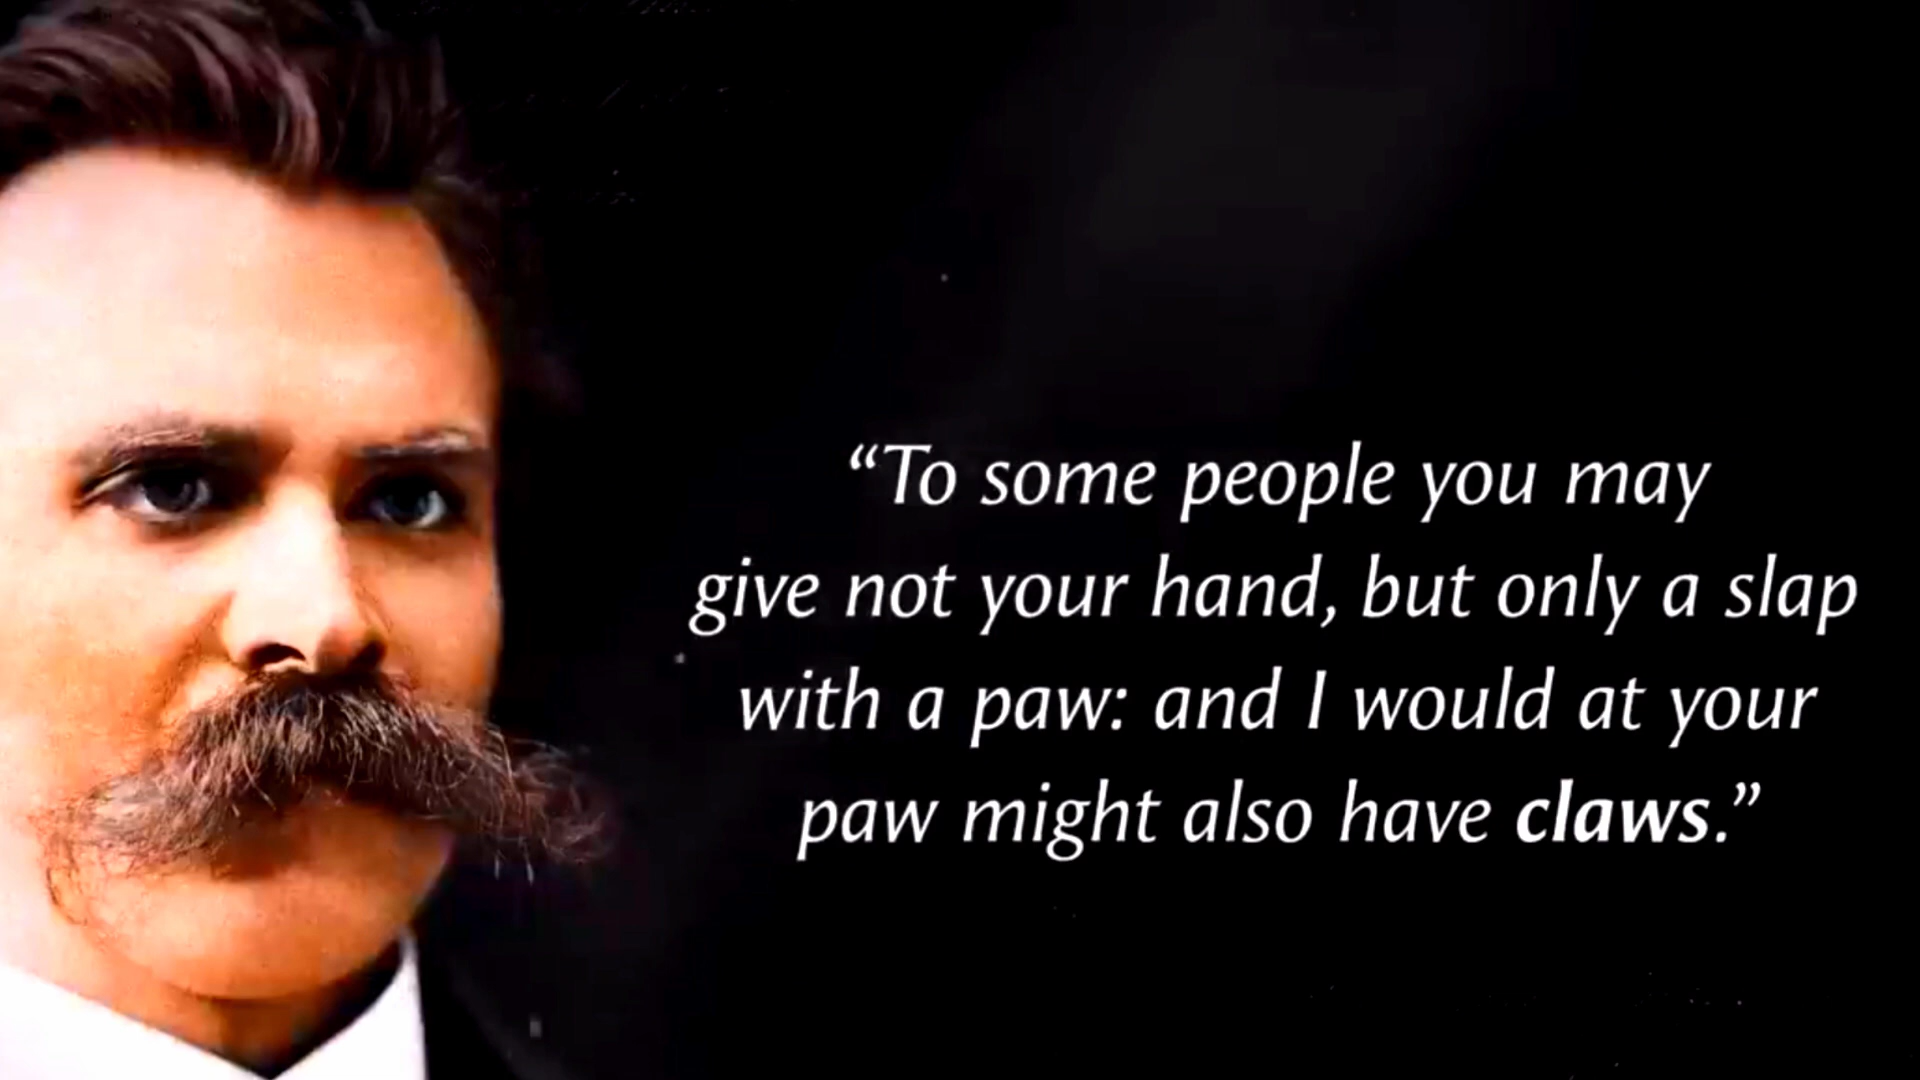 “To some people you may
give not your hand, but only a slap
with a paw: and I would at your
paw might also have claws.”